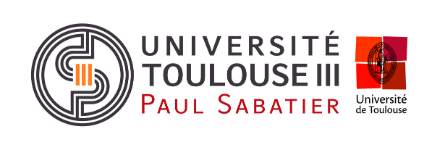 UNIVERSITÉ
TOULOUSE III
PAUL SABATIER
Université
de Toulouse